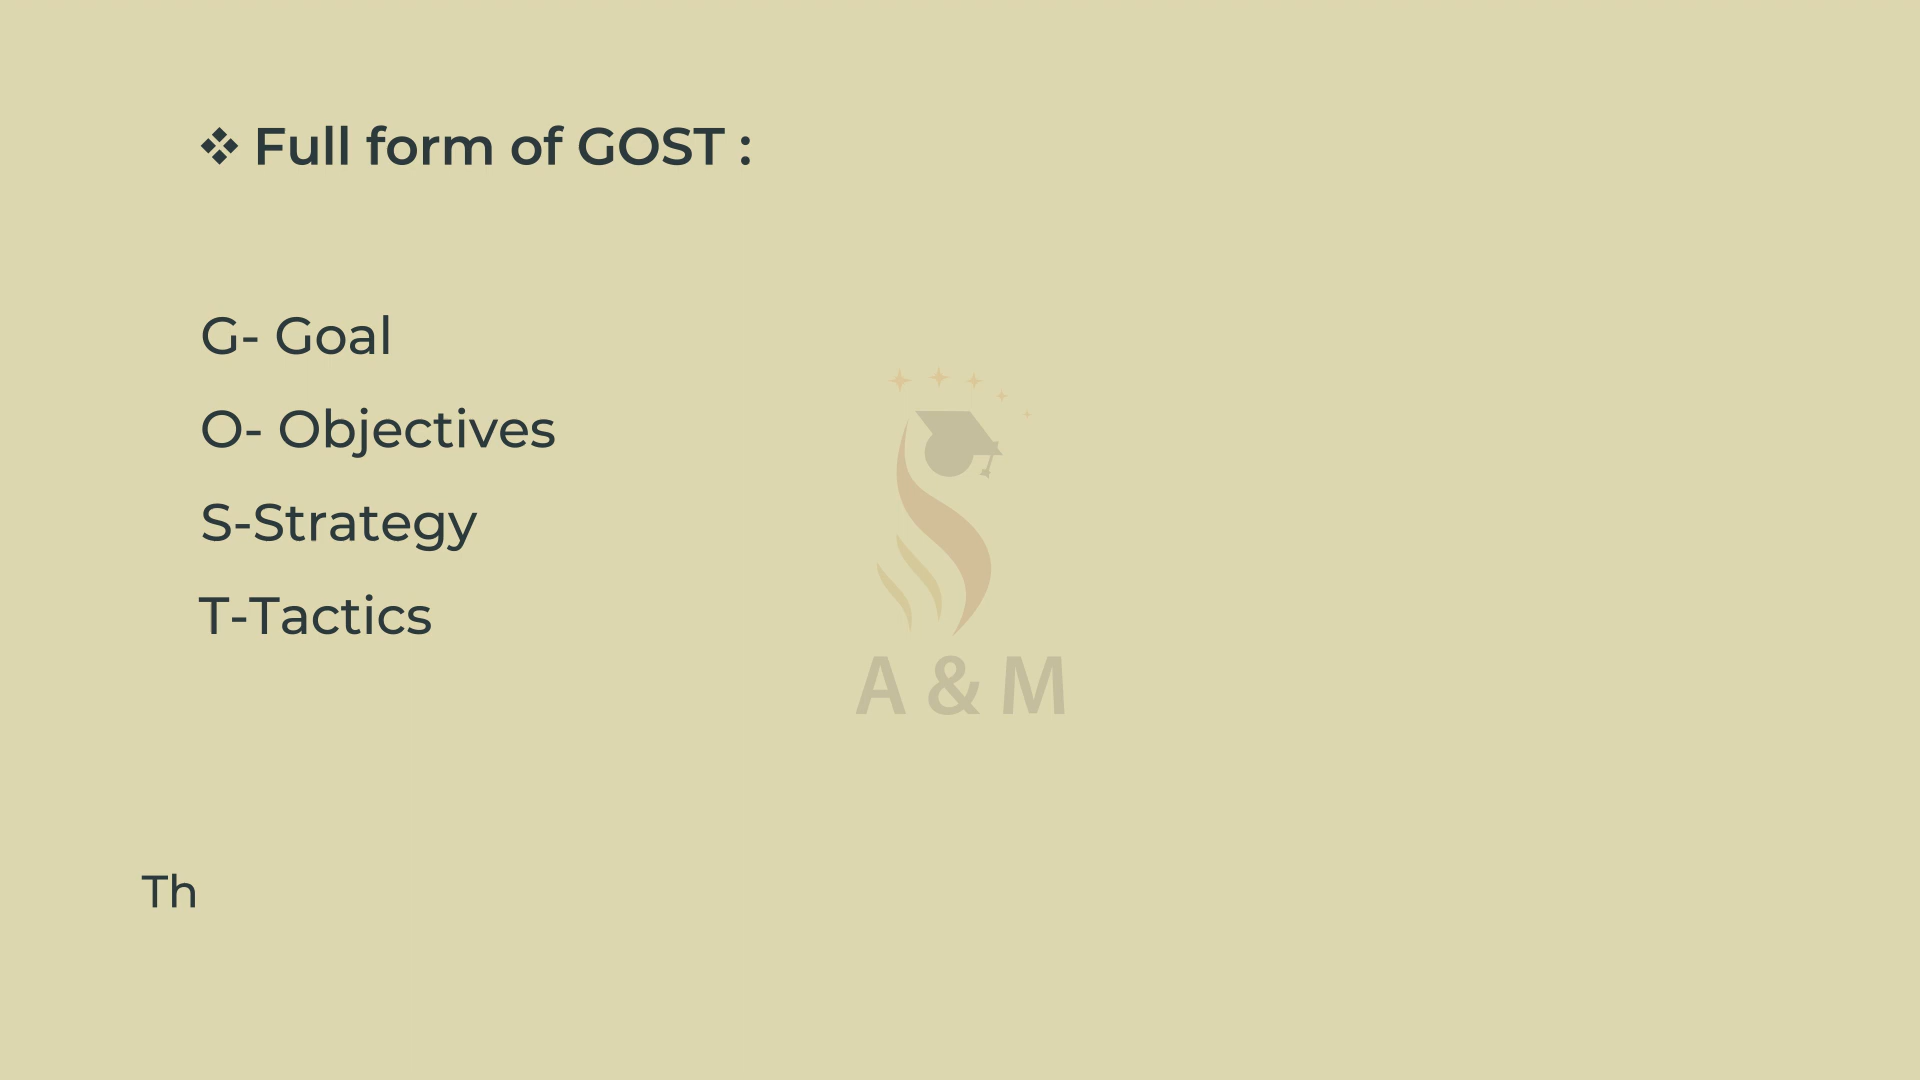 ❖ Full form of GOST :
G- Goal
O- Objectives
S-Strategy
T-Tactics
A & M
Th